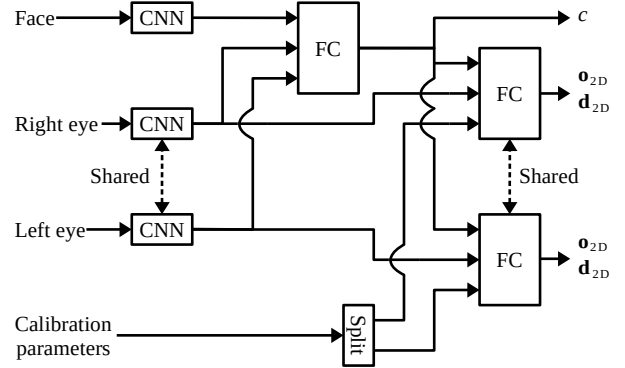 Face
CNN
FC
c
FC
o2D
d2D
Right eye
CNN
Shared
Shared
Left eye
CNN
FC
o2D
d2D
Calibration
parameters
Split